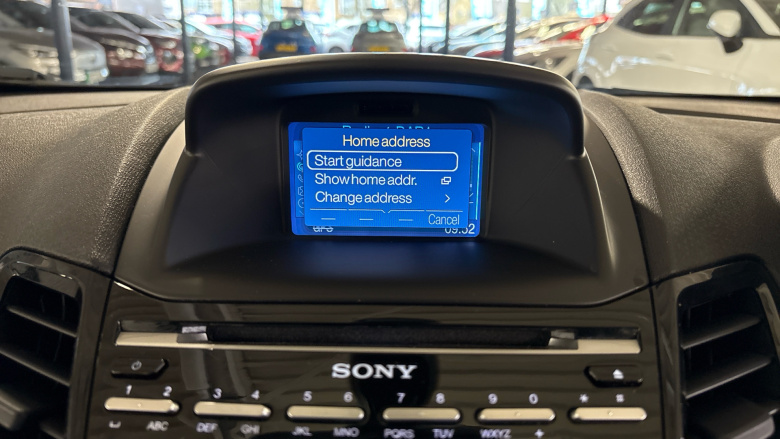 Home address
Start guidance
Show home addr.
Change address
Cancel
GPS 09:52
SONY
1 2 3 4 5 6 7 8 9 0 * #
ABC DEF GHI JKL MNO PQRS TUV WXYZ +